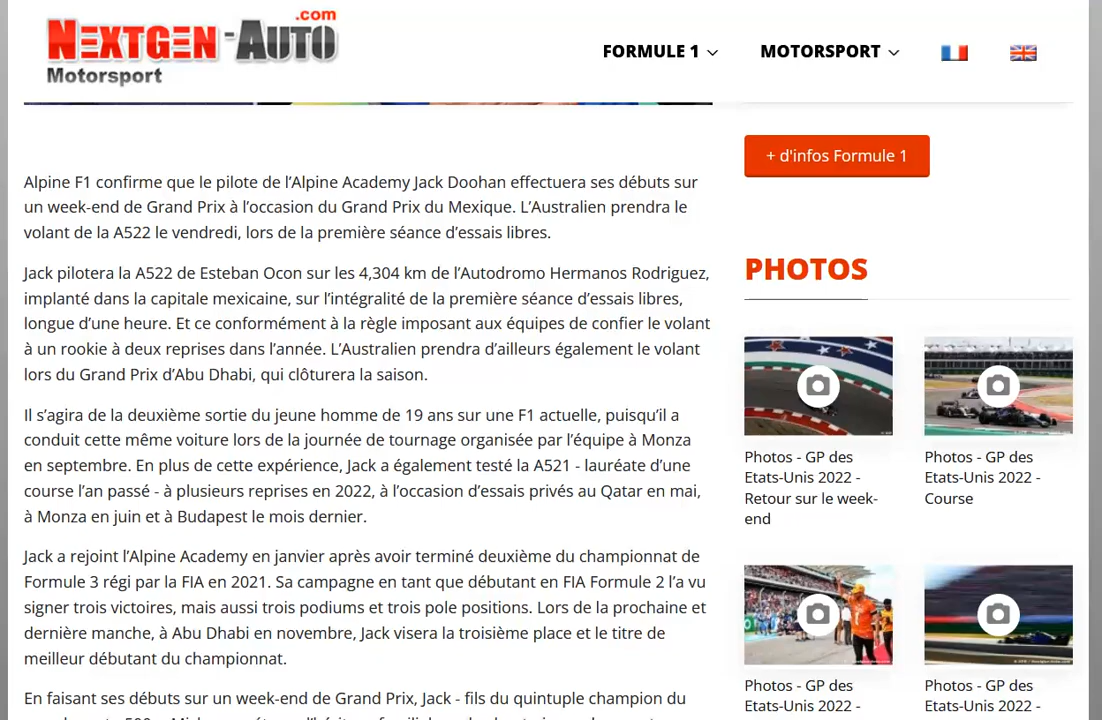 .com
NEXTGEN-AUTO
Motorsport
FORMULE 1
MOTORSPORT
+ d'infos Formule 1
Alpine F1 confirme que le pilote de l’Alpine Academy Jack Doohan effectuera ses débuts sur
un week-end de Grand Prix à l’occasion du Grand Prix du Mexique. L’Australien prendra le
volant de la A522 le vendredi, lors de la première séance d’essais libres.
Jack pilotera la A522 de Esteban Ocon sur les 4,304 km de l’Autodromo Hermanos Rodriguez,
implanté dans la capitale mexicaine, sur l’intégralité de la première séance d’essais libres,
longue d’une heure. Et ce conformément à la règle imposant aux équipes de confier le volant
à un rookie à deux reprises dans l’année. L’Australien prendra d’ailleurs également le volant
lors du Grand Prix d’Abu Dhabi, qui clôturera la saison.
Il s’agira de la deuxième sortie du jeune homme de 19 ans sur une F1 actuelle, puisqu’il a
conduit cette même voiture lors de la journée de tournage organisée par l’équipe à Monza
en septembre. En plus de cette expérience, Jack a également testé la A521 - lauréate d’une
course l’an passé - à plusieurs reprises en 2022, à l’occasion d’essais privés au Qatar en mai,
à Monza en juin et à Budapest le mois dernier.
Jack a rejoint l’Alpine Academy en janvier après avoir terminé deuxième du championnat de
Formule 3 régi par la FIA en 2021. Sa campagne en tant que débutant en FIA Formule 2 l’a vu
signer trois victoires, mais aussi trois podiums et trois pole positions. Lors de la prochaine et
dernière manche, à Abu Dhabi en novembre, Jack visera la troisième place et le titre de
meilleur débutant du championnat.
En faisant ses débuts sur un week-end de Grand Prix, Jack - fils du quintuple champion du
PHOTOS
Photos - GP des
Etats-Unis 2022 -
Retour sur le week-
end
Photos - GP des
Etats-Unis 2022 -
Course
Photos - GP des
Etats-Unis 2022 -
Photos - GP des
Etats-Unis 2022 -